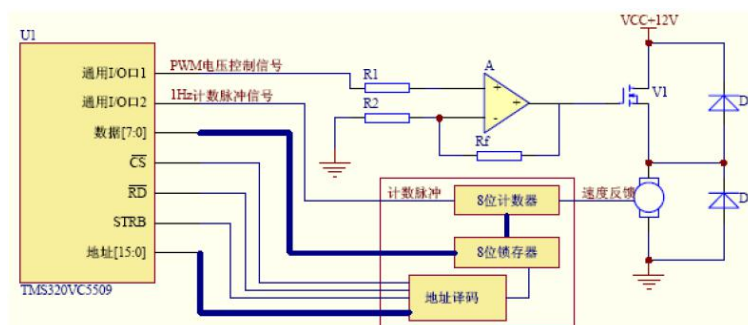 U1
通用I/O口1
通用I/O口2
数据[7:0]
CS
RD
STRB
地址[15:0]
TMS320VC5509
PWM电压控制信号
1Hz计数脉冲信号
R1
R2
A
+
+
-
Rf
VCC+12V
V1
D
D
计数脉冲
8位计数器
速度反馈
8位锁存器
地址译码